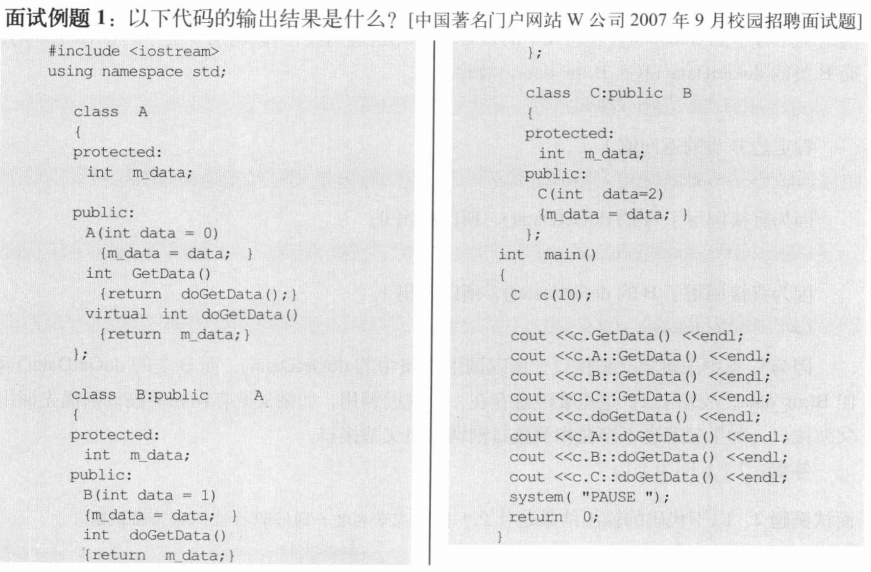 面试例题 1：以下代码的输出结果是什么？[中国著名门户网站 W 公司 2007 年 9 月校园招聘面试题]
#include <iostream>
using namespace std;
class A
{
protected:
int m_data;
public:
A(int data = 0)
{m_data = data; }
int GetData()
{return doGetData();}
virtual int doGetData()
{return m_data;}
};
class B:public A
{
protected:
int m_data;
public:
B(int data = 1)
{m_data = data; }
int doGetData()
{return m_data;}
};
class C:public B
{
protected:
int m_data;
public:
C(int data=2)
{m_data = data; }
};
int main()
{
C c(10);
cout <<c.GetData() <<endl;
cout <<c.A::GetData() <<endl;
cout <<c.B::GetData() <<endl;
cout <<c.C::GetData() <<endl;
cout <<c.doGetData() <<endl;
cout <<c.A::doGetData() <<endl;
cout <<c.B::doGetData() <<endl;
cout <<c.C::doGetData() <<endl;
system( "PAUSE ");
return 0;
}